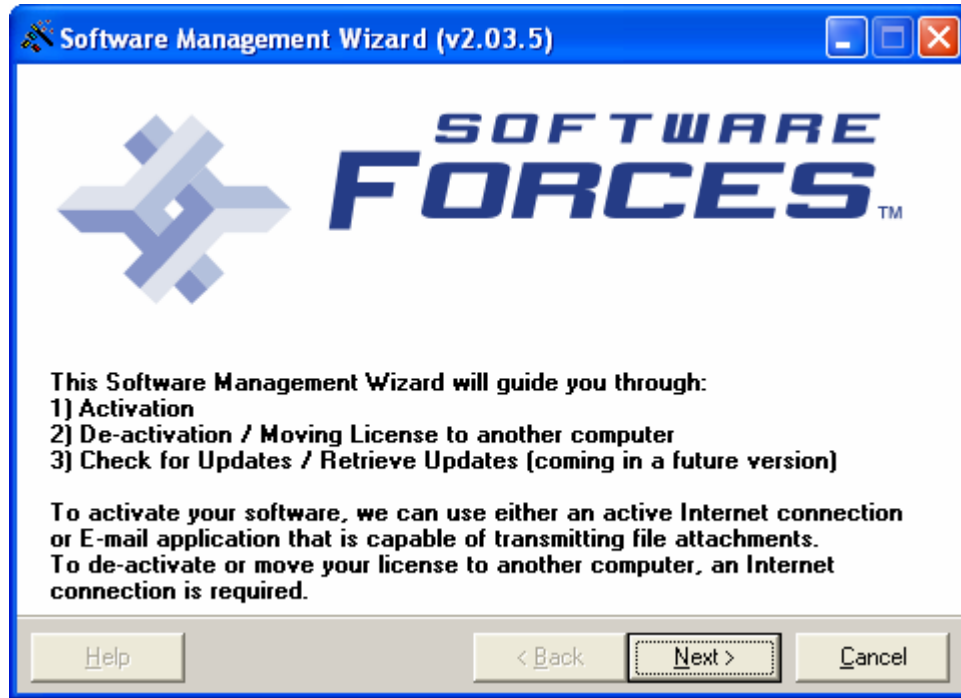 Software Management Wizard (v2.03.5)
SOFTWARE
FORCES™
This Software Management Wizard will guide you through:
1) Activation
2) De-activation / Moving License to another computer
3) Check for Updates / Retrieve Updates (coming in a future version)
To activate your software, we can use either an active Internet connection
or E-mail application that is capable of transmitting file attachments.
To de-activate or move your license to another computer, an Internet
connection is required.
Help < Back Next > Cancel